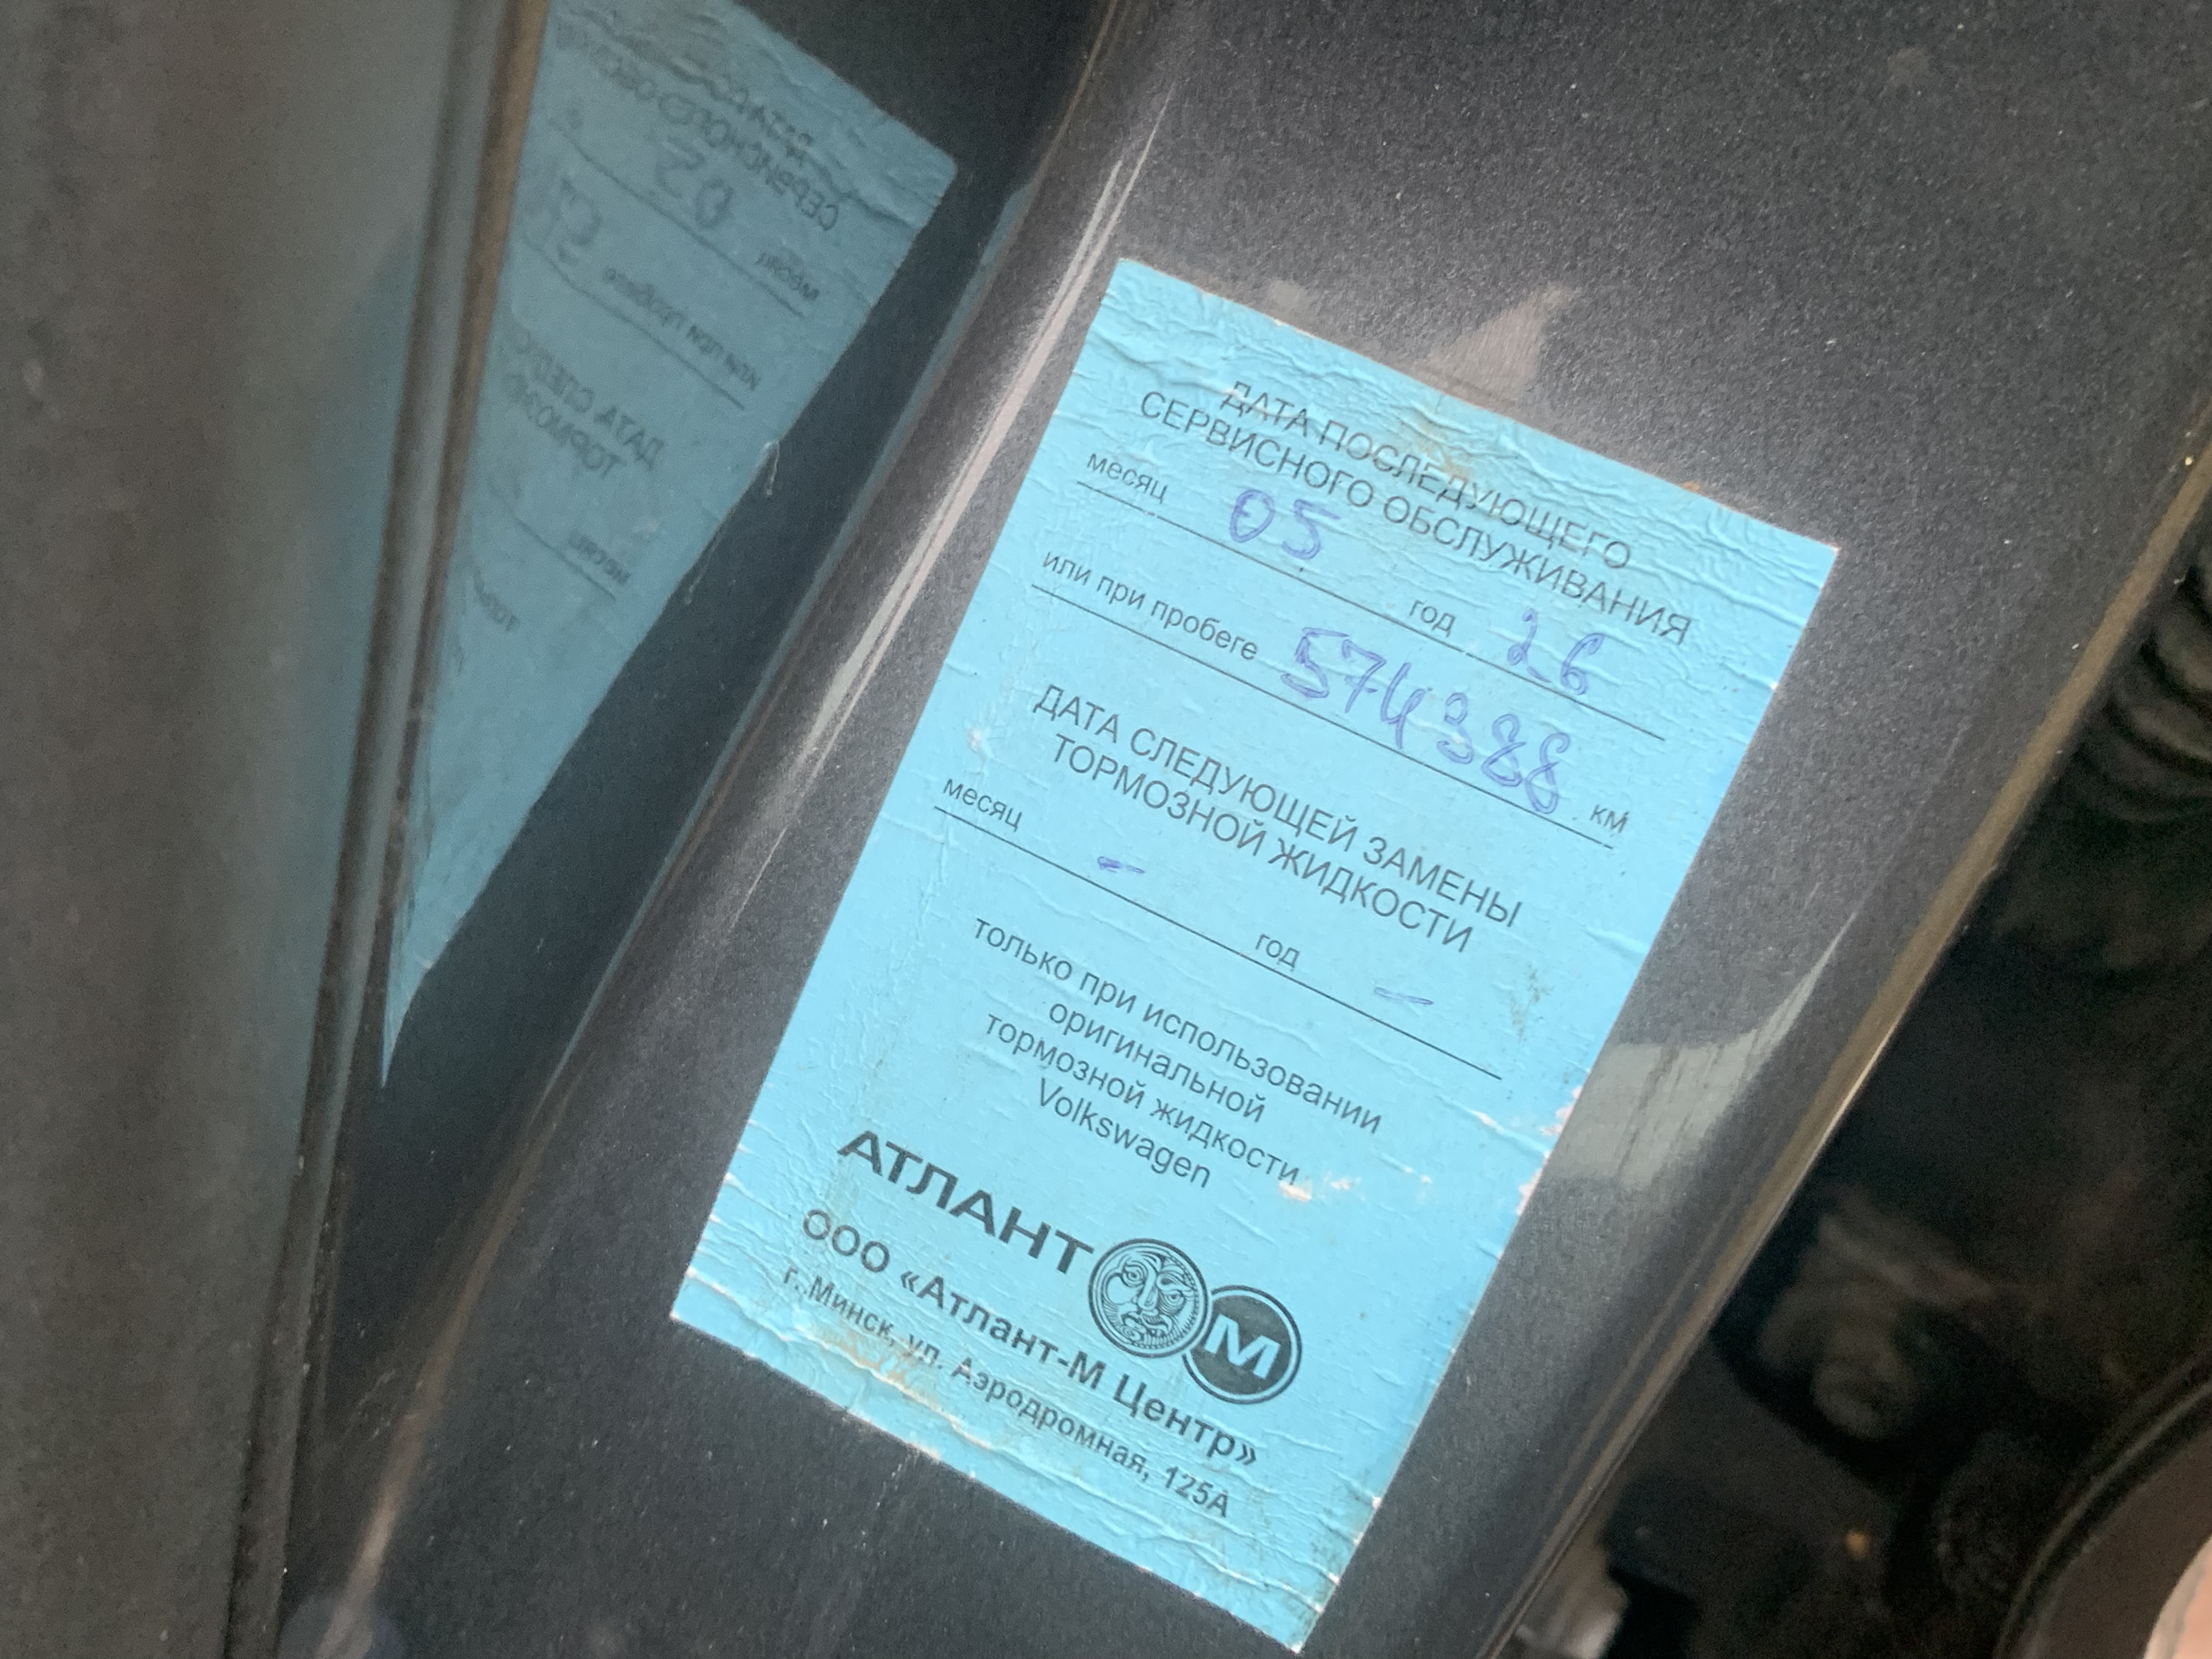 ДАТА ПОСЛЕДУЮЩЕГО
СЕРВИСНОГО ОБСЛУЖИВАНИЯ
месяц 05 год 26
или при пробеге 574388 км
ДАТА СЛЕДУЮЩЕЙ ЗАМЕНЫ
ТОРМОЗНОЙ ЖИДКОСТИ
месяц – год –
только при использовании
оригинальной
тормозной жидкости
Volkswagen
АТЛАНТ М
ООО «Атлант-М Центр»
г. Минск, ул. Аэродромная, 125А